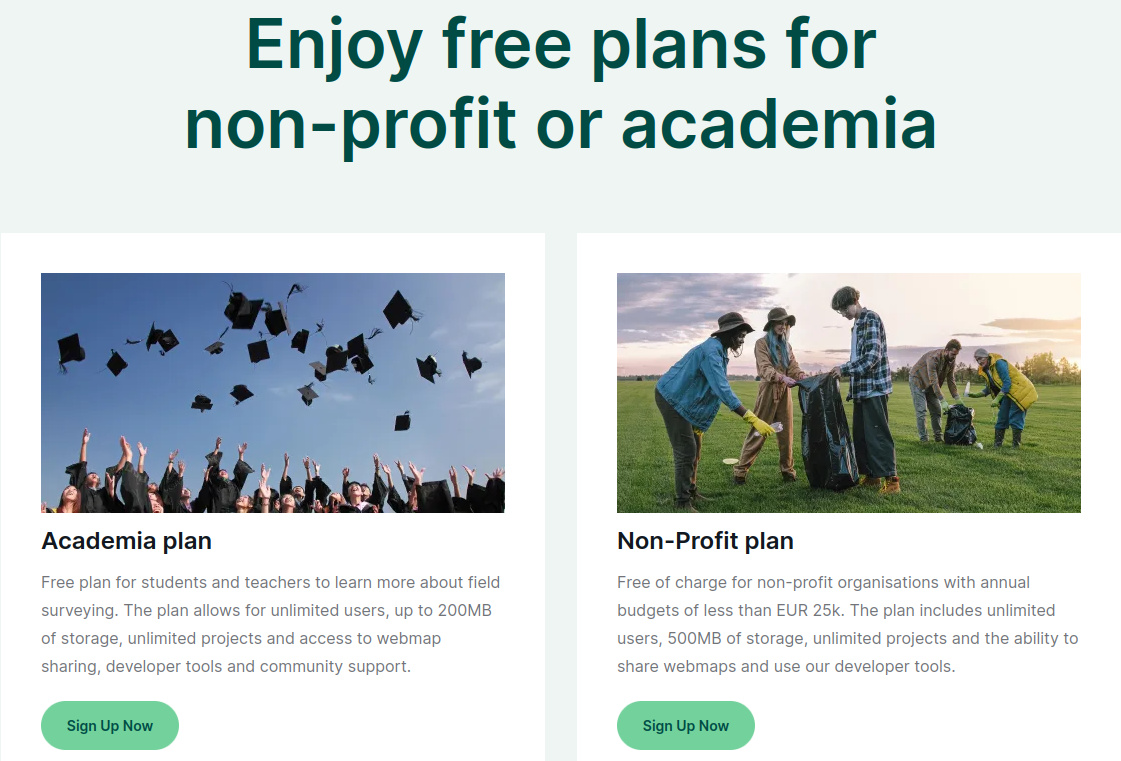 Enjoy free plans for
non-profit or academia
Academia plan
Free plan for students and teachers to learn more about field
surveying. The plan allows for unlimited users, up to 200MB
of storage, unlimited projects and access to webmap
sharing, developer tools and community support.
Sign Up Now
Non-Profit plan
Free of charge for non-profit organisations with annual
budgets of less than EUR 25k. The plan includes unlimited
users, 500MB of storage, unlimited projects and the ability to
share webmaps and use our developer tools.
Sign Up Now